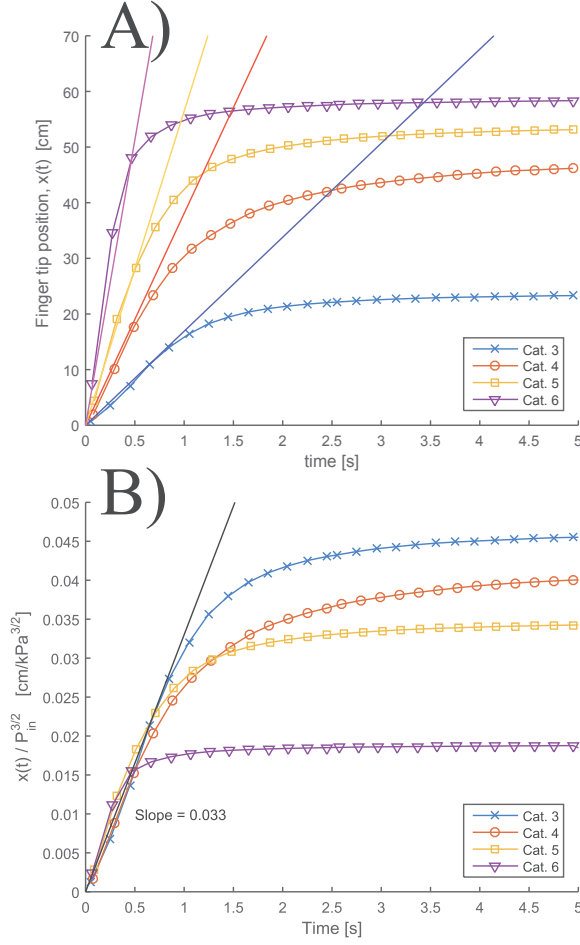 A)
70
60
50
40
30
20
10
0
Finger tip position, x(t) [cm]
0 0.5 1 1.5 2 2.5 3 3.5 4 4.5 5
time [s]
Cat. 3
Cat. 4
Cat. 5
Cat. 6
B)
0.05
0.045
0.04
0.035
0.03
0.025
0.02
0.015
0.01
0.005
0
x(t) / P_in^3/2 [cm/kPa^3/2]
Slope = 0.033
0 0.5 1 1.5 2 2.5 3 3.5 4 4.5 5
Time [s]
Cat. 3
Cat. 4
Cat. 5
Cat. 6